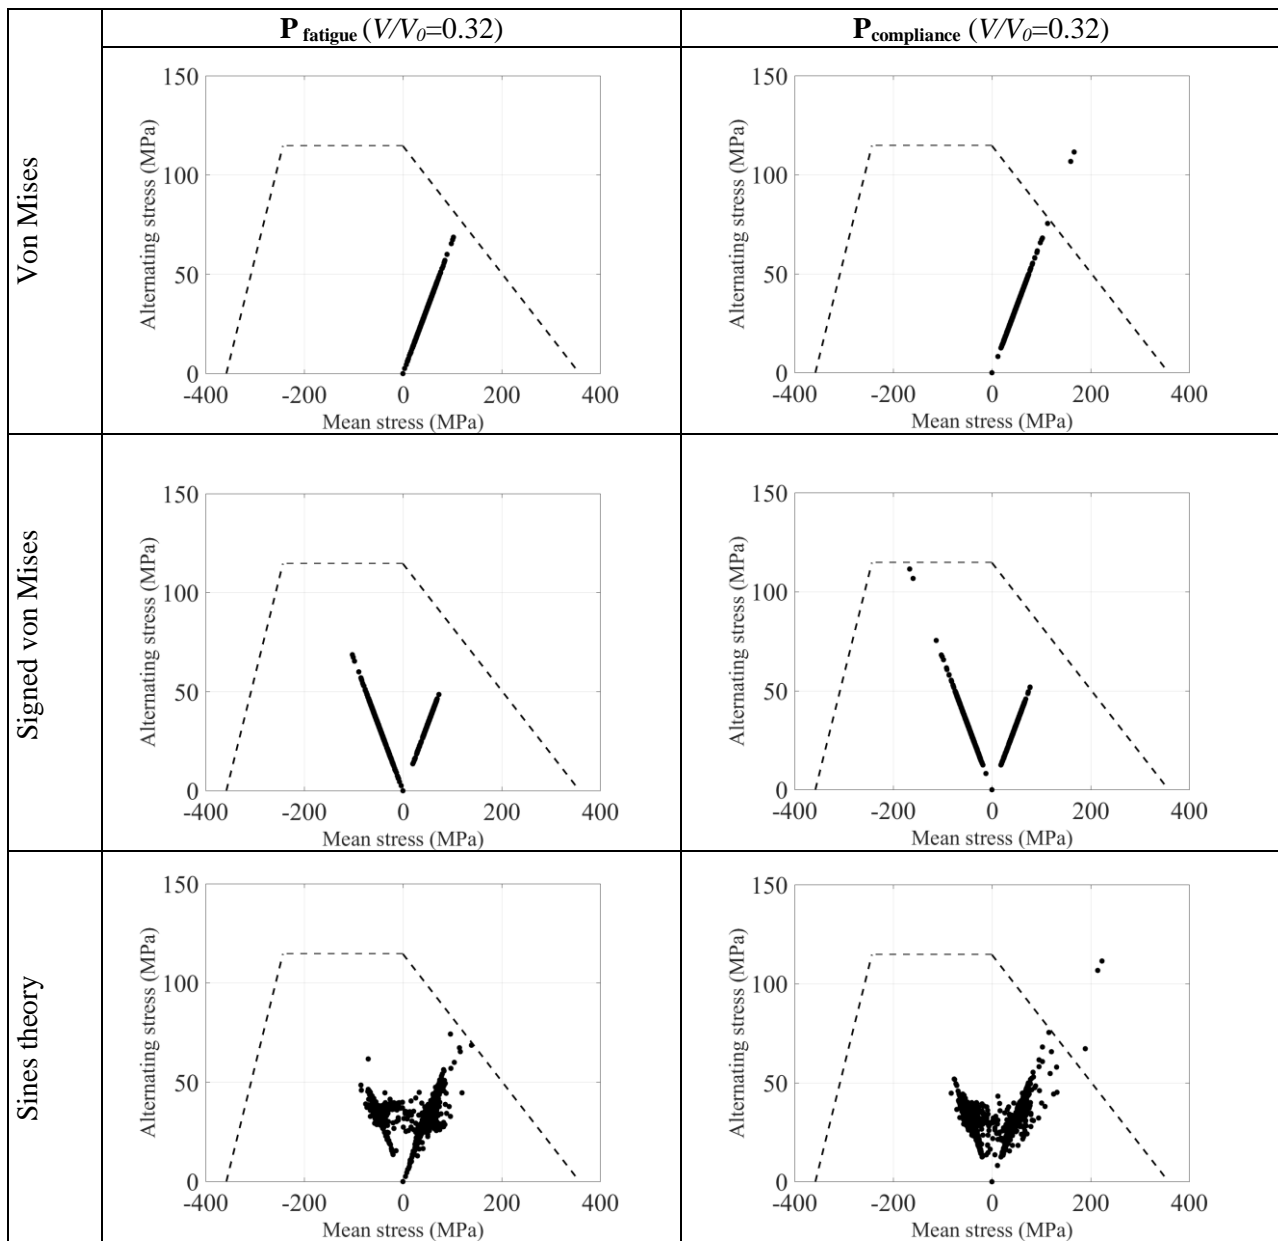 P fatigue (V/V0=0.32)
Pcompliance (V/V0=0.32)
Von Mises
150
100
50
0
Alternating stress (MPa)
-400 -200 0 200 400
Mean stress (MPa)
150
100
50
0
Alternating stress (MPa)
-400 -200 0 200 400
Mean stress (MPa)
Signed von Mises
150
100
50
0
Alternating stress (MPa)
-400 -200 0 200 400
Mean stress (MPa)
150
100
50
0
Alternating stress (MPa)
-400 -200 0 200 400
Mean stress (MPa)
Sines theory
150
100
50
0
Alternating stress (MPa)
-400 -200 0 200 400
Mean stress (MPa)
150
100
50
0
Alternating stress (MPa)
-400 -200 0 200 400
Mean stress (MPa)